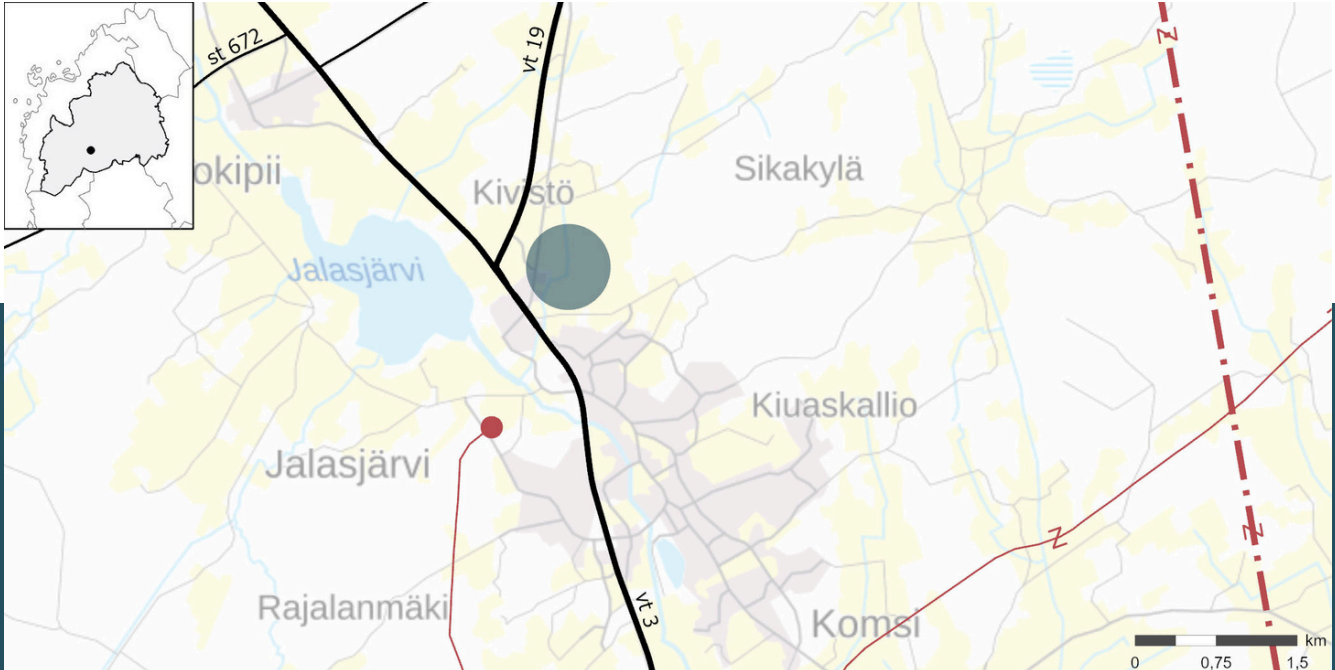 st 672
vt 19
okipii
Kivistö
Sikakylä
Jalasjärvi
Kiuaskallio
Jalasjärvi
Rajalanmäki
vt 3
Komsi
Z
Z
Z
km
0 0,75 1,5